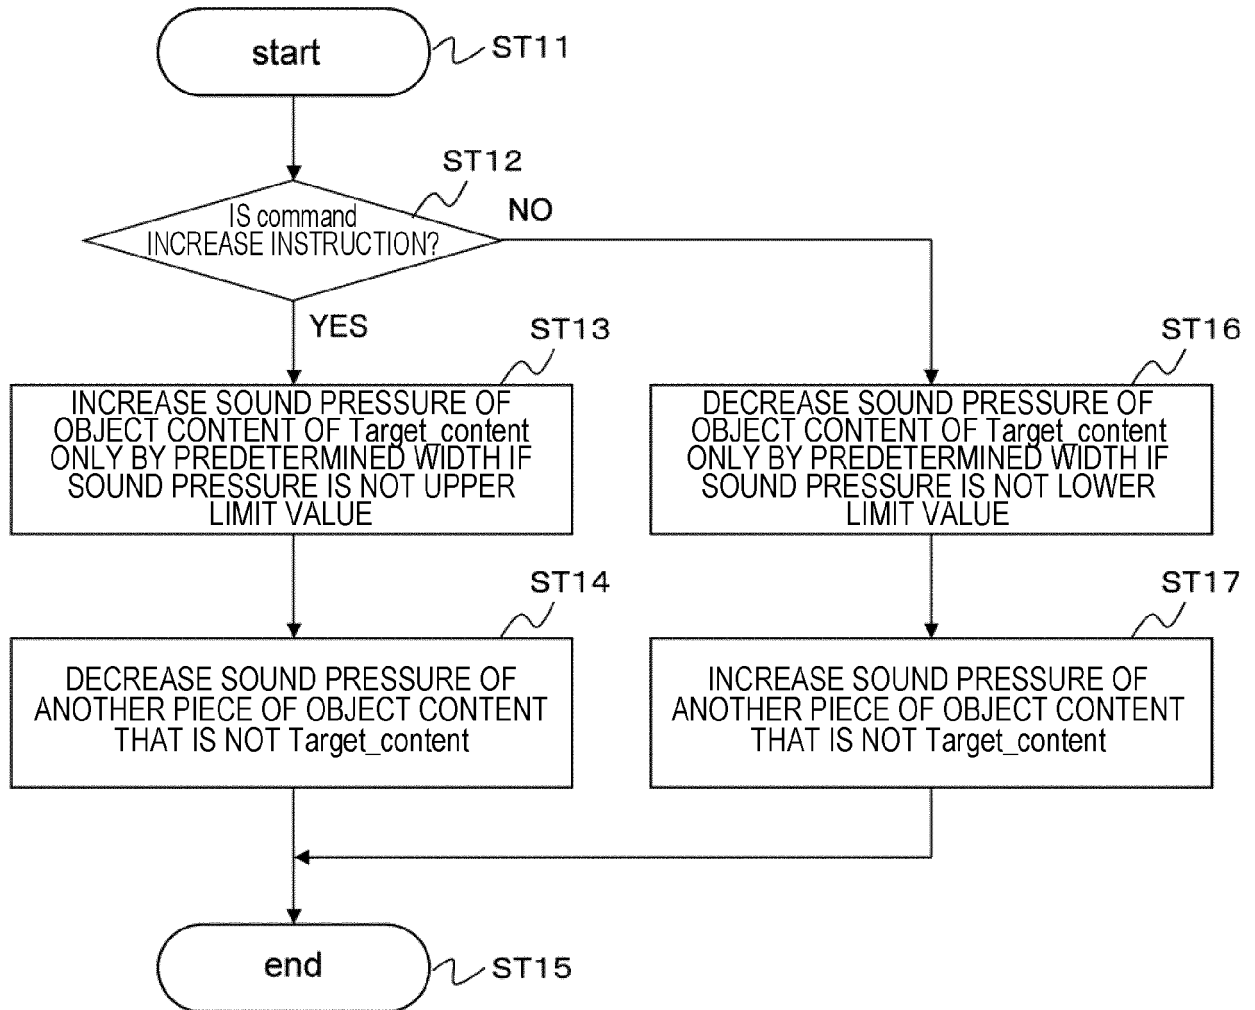 start
ST11
ST12
IS command
INCREASE INSTRUCTION?
NO
YES
ST13
INCREASE SOUND PRESSURE OF
OBJECT CONTENT OF Target_content
ONLY BY PREDETERMINED WIDTH IF
SOUND PRESSURE IS NOT UPPER
LIMIT VALUE
ST16
DECREASE SOUND PRESSURE OF
OBJECT CONTENT OF Target_content
ONLY BY PREDETERMINED WIDTH IF
SOUND PRESSURE IS NOT LOWER
LIMIT VALUE
ST14
DECREASE SOUND PRESSURE OF
ANOTHER PIECE OF OBJECT CONTENT
THAT IS NOT Target_content
ST17
INCREASE SOUND PRESSURE OF
ANOTHER PIECE OF OBJECT CONTENT
THAT IS NOT Target_content
end
ST15